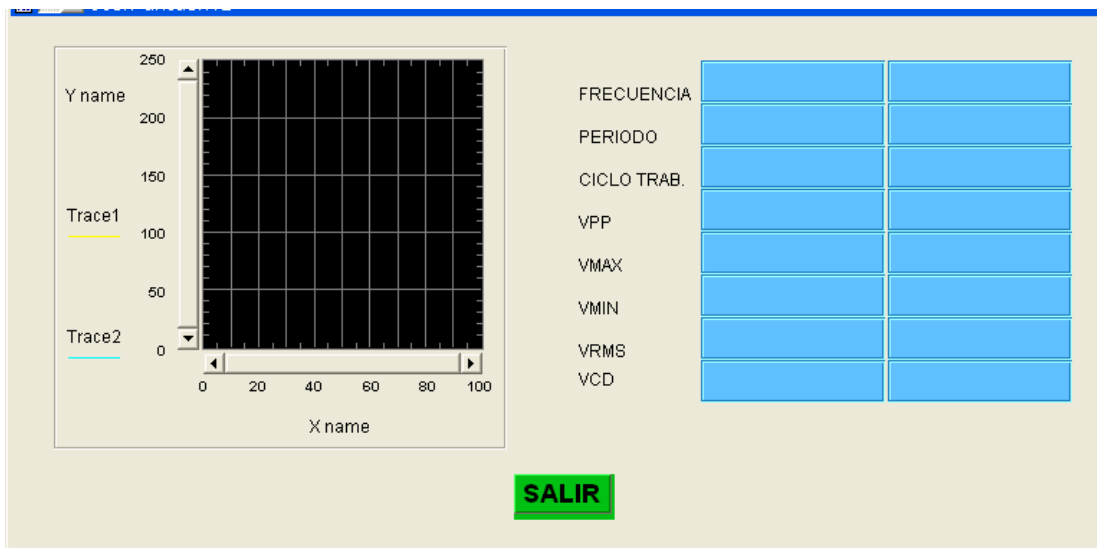 250
Y name
200
150
Trace1
100
50
Trace2
0
0 20 40 60 80 100
X name
FRECUENCIA
PERIODO
CICLO TRAB.
VPP
VMAX
VMIN
VRMS
VCD
SALIR